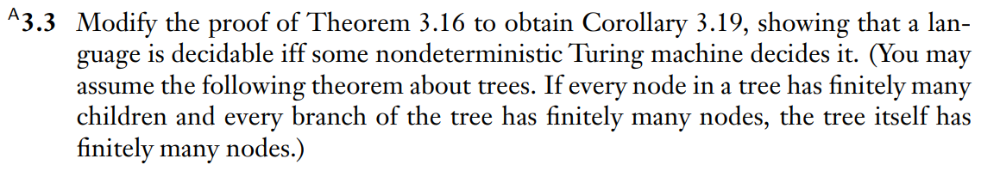 A3.3 Modify the proof of Theorem 3.16 to obtain Corollary 3.19, showing that a lan-
guage is decidable iff some nondeterministic Turing machine decides it. (You may
assume the following theorem about trees. If every node in a tree has finitely many
children and every branch of the tree has finitely many nodes, the tree itself has
finitely many nodes.)